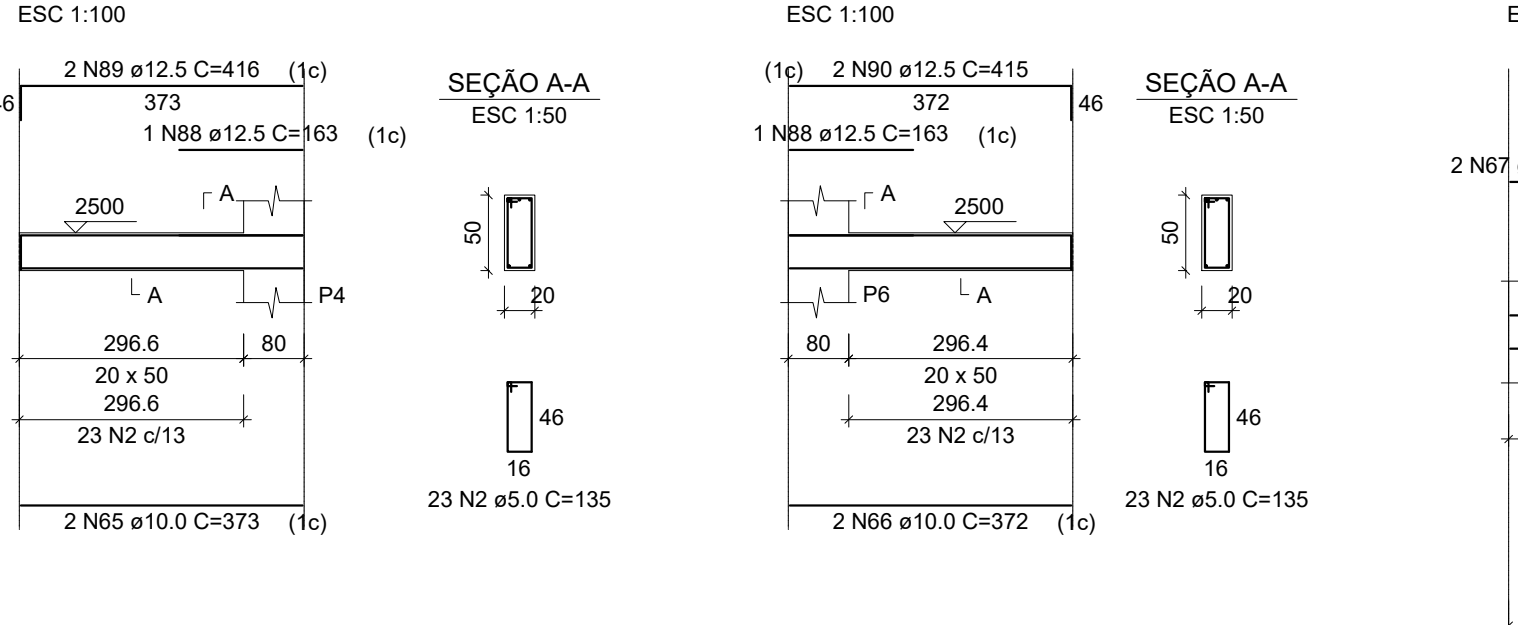 ESC 1:100
2 N89 ø12.5 C=416 (1c)
46
373
1 N88 ø12.5 C=163 (1c)
A
2500
A
P4
296.6 80
20 x 50
296.6
23 N2 c/13
2 N65 ø10.0 C=373 (1c)
SEÇÃO A-A
ESC 1:50
50
20
46
16
23 N2 ø5.0 C=135
ESC 1:100
(1c) 2 N90 ø12.5 C=415
372
46
1 N88 ø12.5 C=163 (1c)
A
2500
P6
A
80 296.4
20 x 50
296.4
23 N2 c/13
2 N66 ø10.0 C=372 (1c)
SEÇÃO A-A
ESC 1:50
50
20
46
16
23 N2 ø5.0 C=135
2 N67